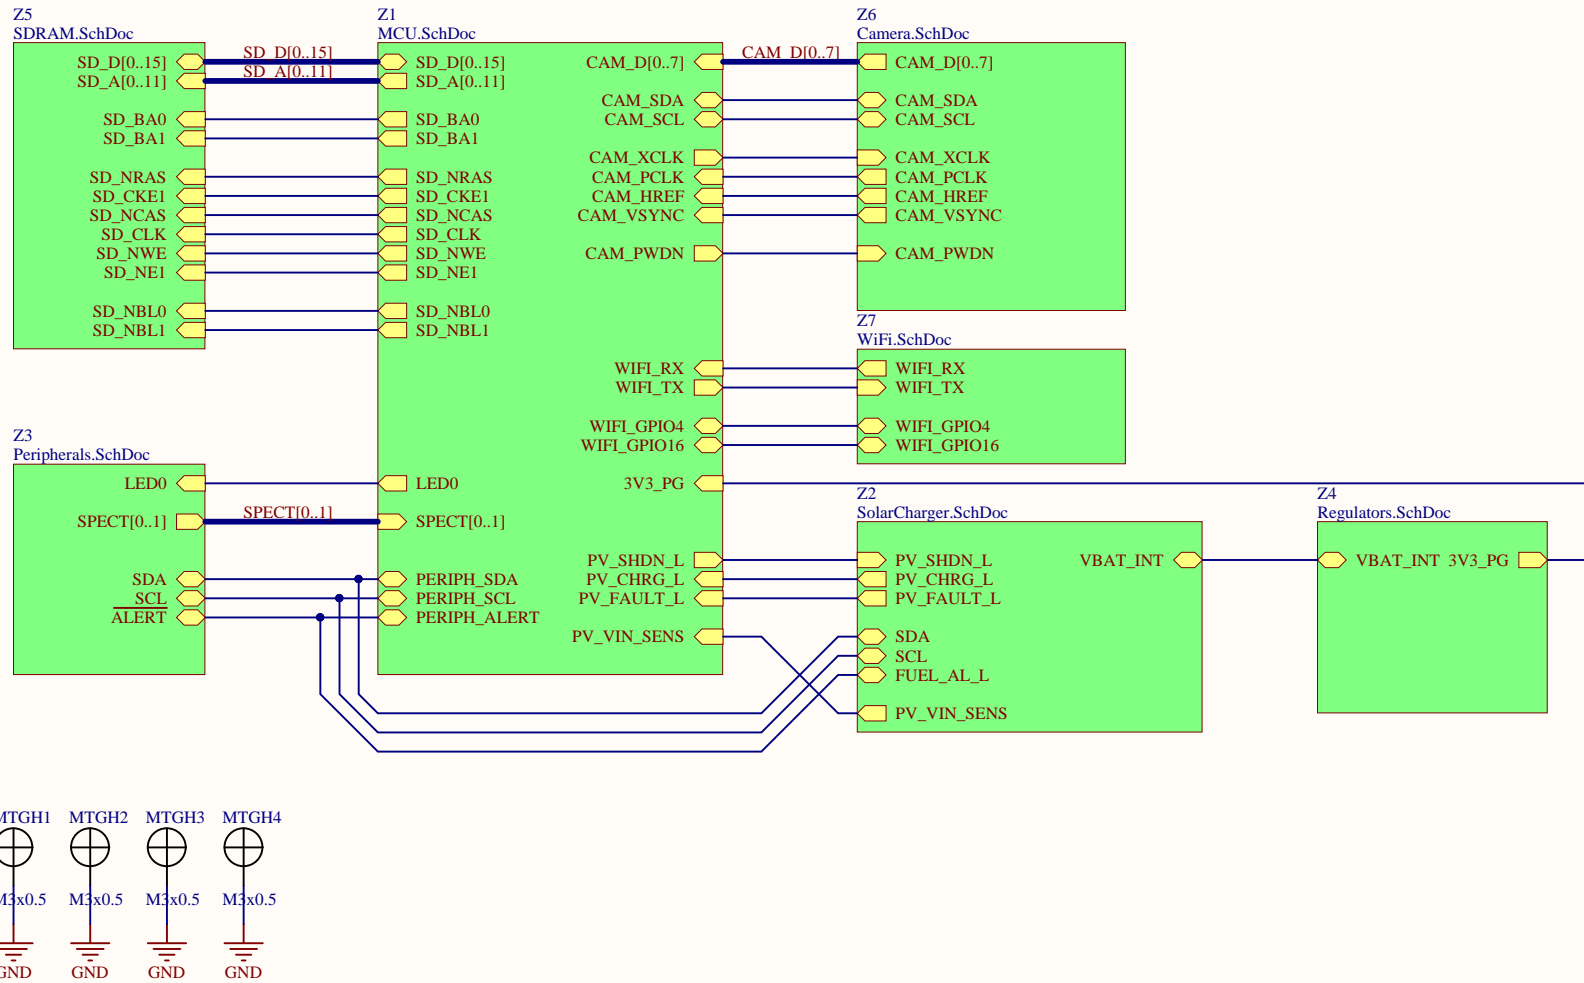 Z5
SDRAM.SchDoc
SD_D[0..15]
SD_A[0..11]
SD_BA0
SD_BA1
SD_NRAS
SD_CKE1
SD_NCAS
SD_CLK
SD_NWE
SD_NE1
SD_NBL0
SD_NBL1
SD_D[0..15]
SD_A[0..11]
Z1
MCU.SchDoc
SD_D[0..15]
SD_A[0..11]
SD_BA0
SD_BA1
SD_NRAS
SD_CKE1
SD_NCAS
SD_CLK
SD_NWE
SD_NE1
SD_NBL0
SD_NBL1
LED0
SPECT[0..1]
PERIPH_SDA
PERIPH_SCL
PERIPH_ALERT
CAM_D[0..7]
CAM_SDA
CAM_SCL
CAM_XCLK
CAM_PCLK
CAM_HREF
CAM_VSYNC
CAM_PWDN
WIFI_RX
WIFI_TX
WIFI_GPIO4
WIFI_GPIO16
3V3_PG
PV_SHDN_L
PV_CHRG_L
PV_FAULT_L
PV_VIN_SENS
CAM_D[0..7]
Z6
Camera.SchDoc
CAM_D[0..7]
CAM_SDA
CAM_SCL
CAM_XCLK
CAM_PCLK
CAM_HREF
CAM_VSYNC
CAM_PWDN
Z7
WiFi.SchDoc
WIFI_RX
WIFI_TX
WIFI_GPIO4
WIFI_GPIO16
Z3
Peripherals.SchDoc
LED0
SPECT[0..1]
SDA
SCL
ALERT
SPECT[0..1]
Z2
SolarCharger.SchDoc
PV_SHDN_L
PV_CHRG_L
PV_FAULT_L
SDA
SCL
FUEL_AL_L
PV_VIN_SENS
VBAT_INT
Z4
Regulators.SchDoc
VBAT_INT
3V3_PG
MTGH1
MTGH2
MTGH3
MTGH4
M3x0.5
M3x0.5
M3x0.5
M3x0.5
GND
GND
GND
GND